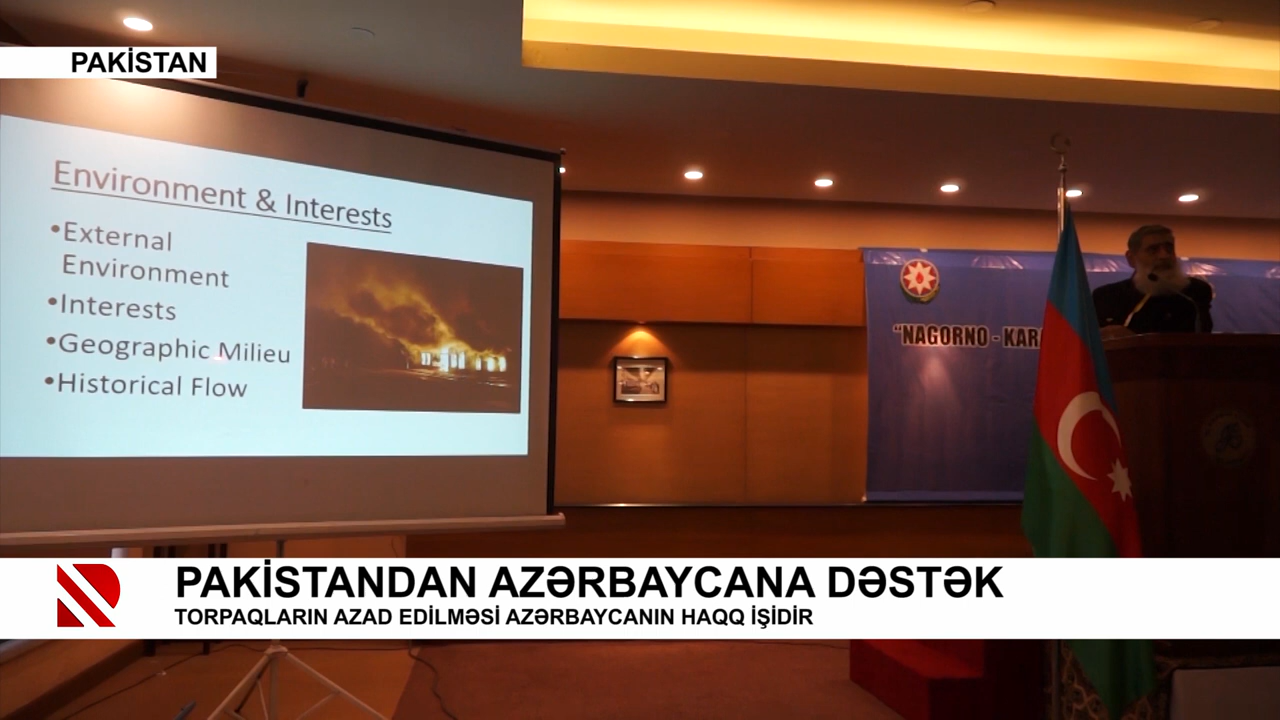 PAKİSTAN
Environment & Interests
•External
Environment
•Interests
•Geographic Milieu
•Historical Flow
“NAGORNO -
PAKİSTANDAN AZƏRBAYCANA DƏSTƏK
TORPAQLARIN AZAD EDİLMƏSİ AZƏRBAYCANIN HAQQ İŞİDİR